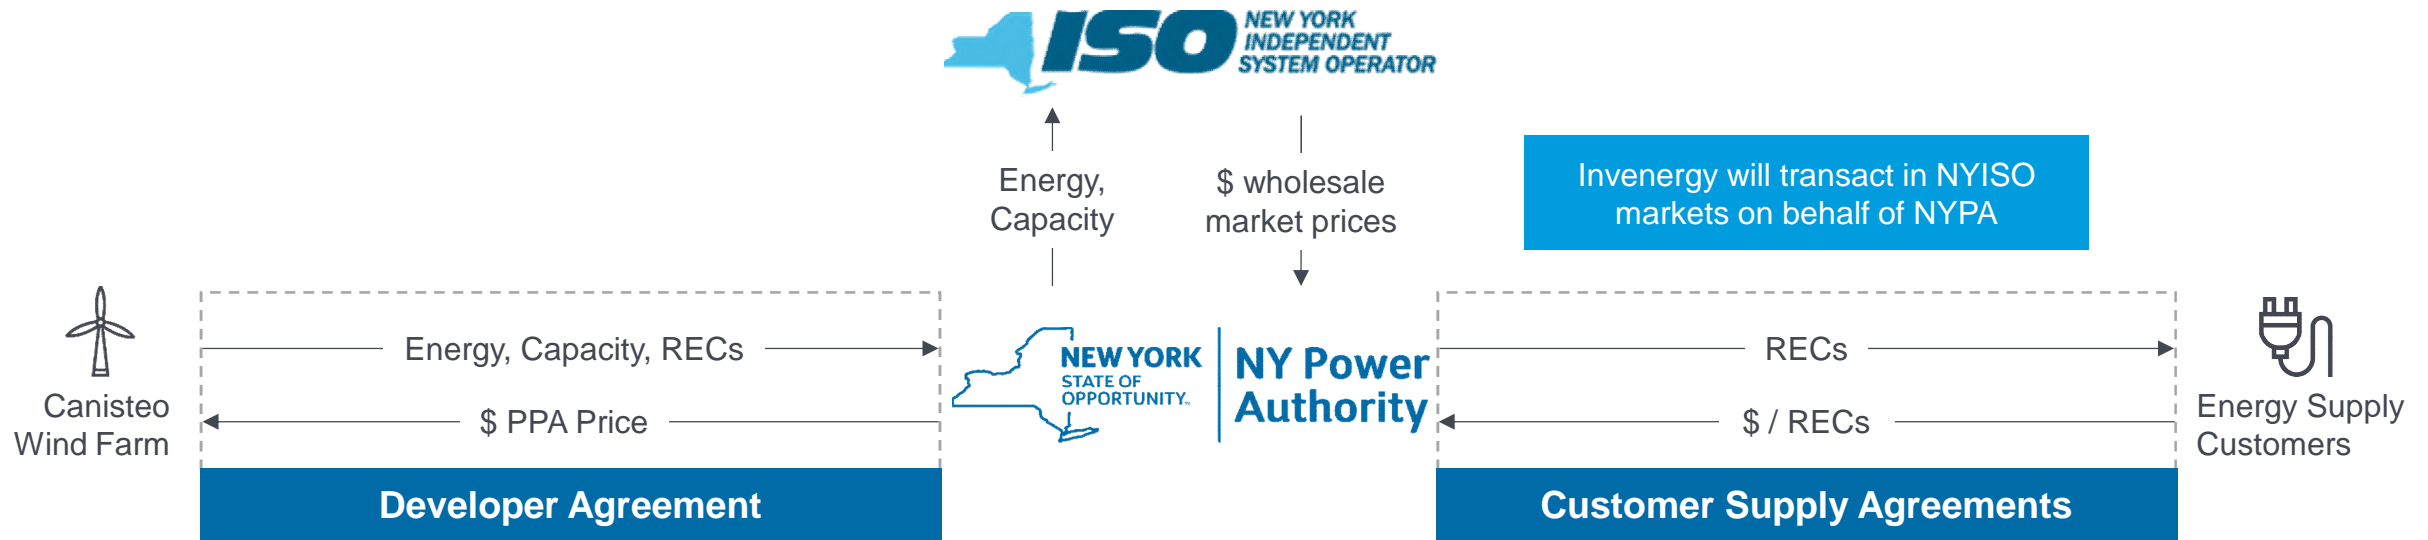 ISO
NEW YORK
INDEPENDENT
SYSTEM OPERATOR
Energy,
Capacity
$ wholesale
market prices
Invenergy will transact in NYISO
markets on behalf of NYPA
Canisteo
Wind Farm
Energy, Capacity, RECs
$ PPA Price
Developer Agreement
NEW YORK
STATE OF
OPPORTUNITY™
NY Power
Authority
RECs
$ / RECs
Customer Supply Agreements
Energy Supply
Customers